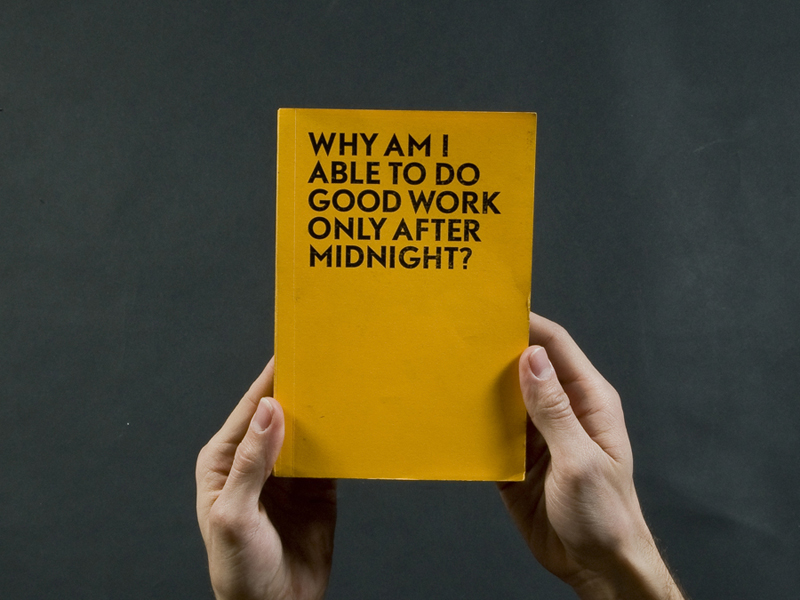 WHY AM I
ABLE TO DO
GOOD WORK
ONLY AFTER
MIDNIGHT?